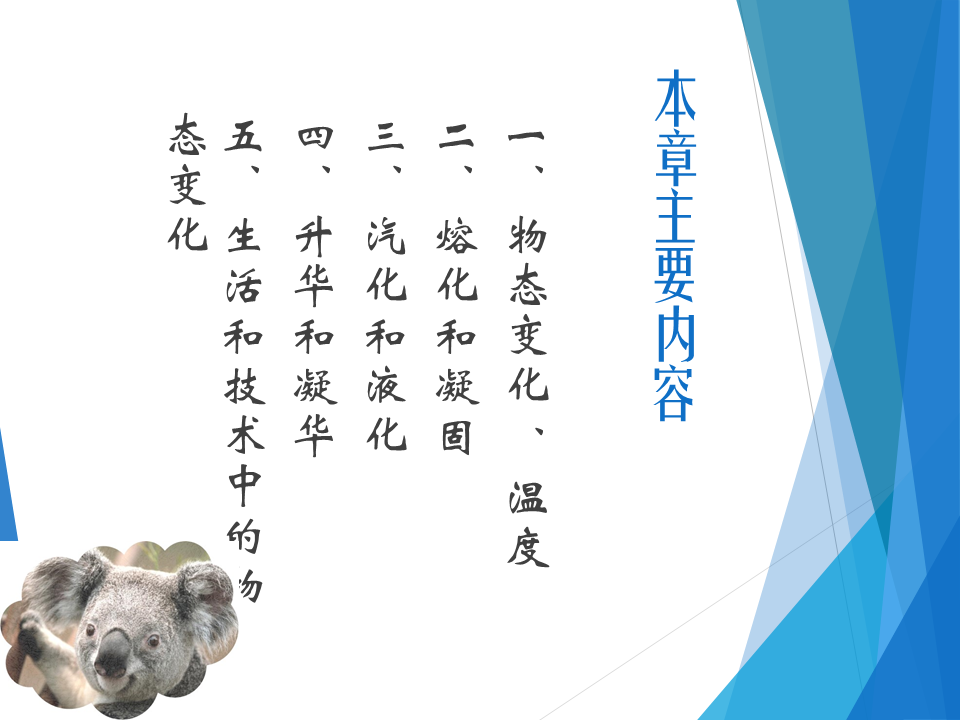 本章主要内容
一、物态变化、温度
二、熔化和凝固
三、汽化和液化
四、升华和凝华
五、生活和技术中的物
态变化